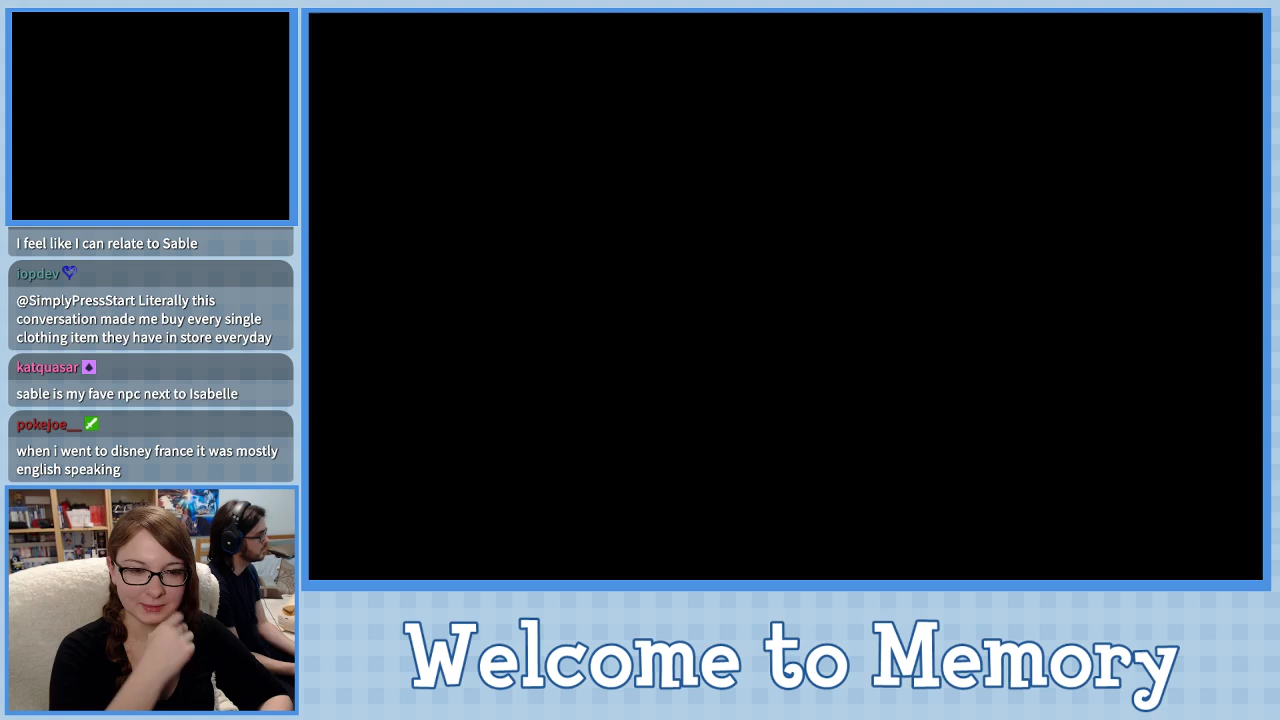 I feel like I can relate to Sable
iopdev
@SimplyPressStart Literally this
conversation made me buy every single
clothing item they have in store everyday
katquasar
sable is my fave npc next to Isabelle
pokejoe__
when i went to disney france it was mostly
english speaking
Welcome to Memory